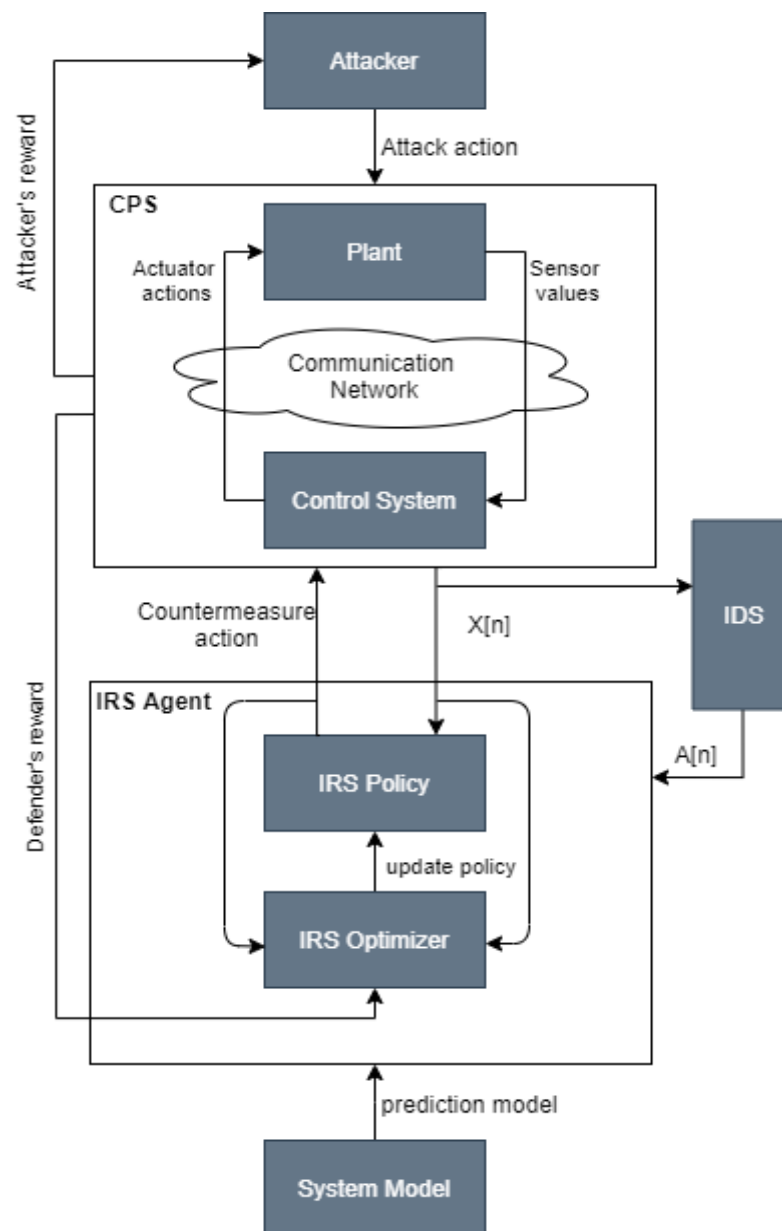 Attacker
Attack action
Attacker's reward
CPS
Plant
Actuator
actions
Sensor
values
Communication
Network
Control System
Countermeasure
action
X[n]
IDS
A[n]
Defender's reward
IRS Agent
IRS Policy
update policy
IRS Optimizer
prediction model
System Model